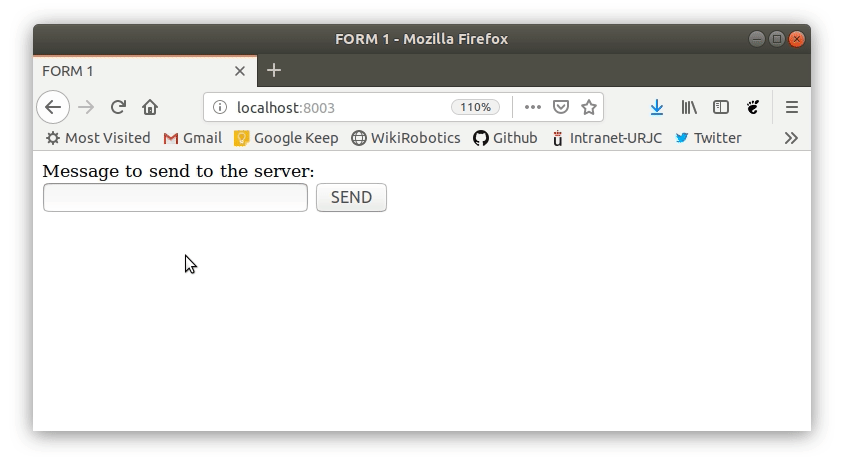 FORM 1 - Mozilla Firefox
FORM 1
localhost:8003 110%
Most Visited Gmail Google Keep WikiRobotics Github Intranet-URJC Twitter
Message to send to the server:
SEND